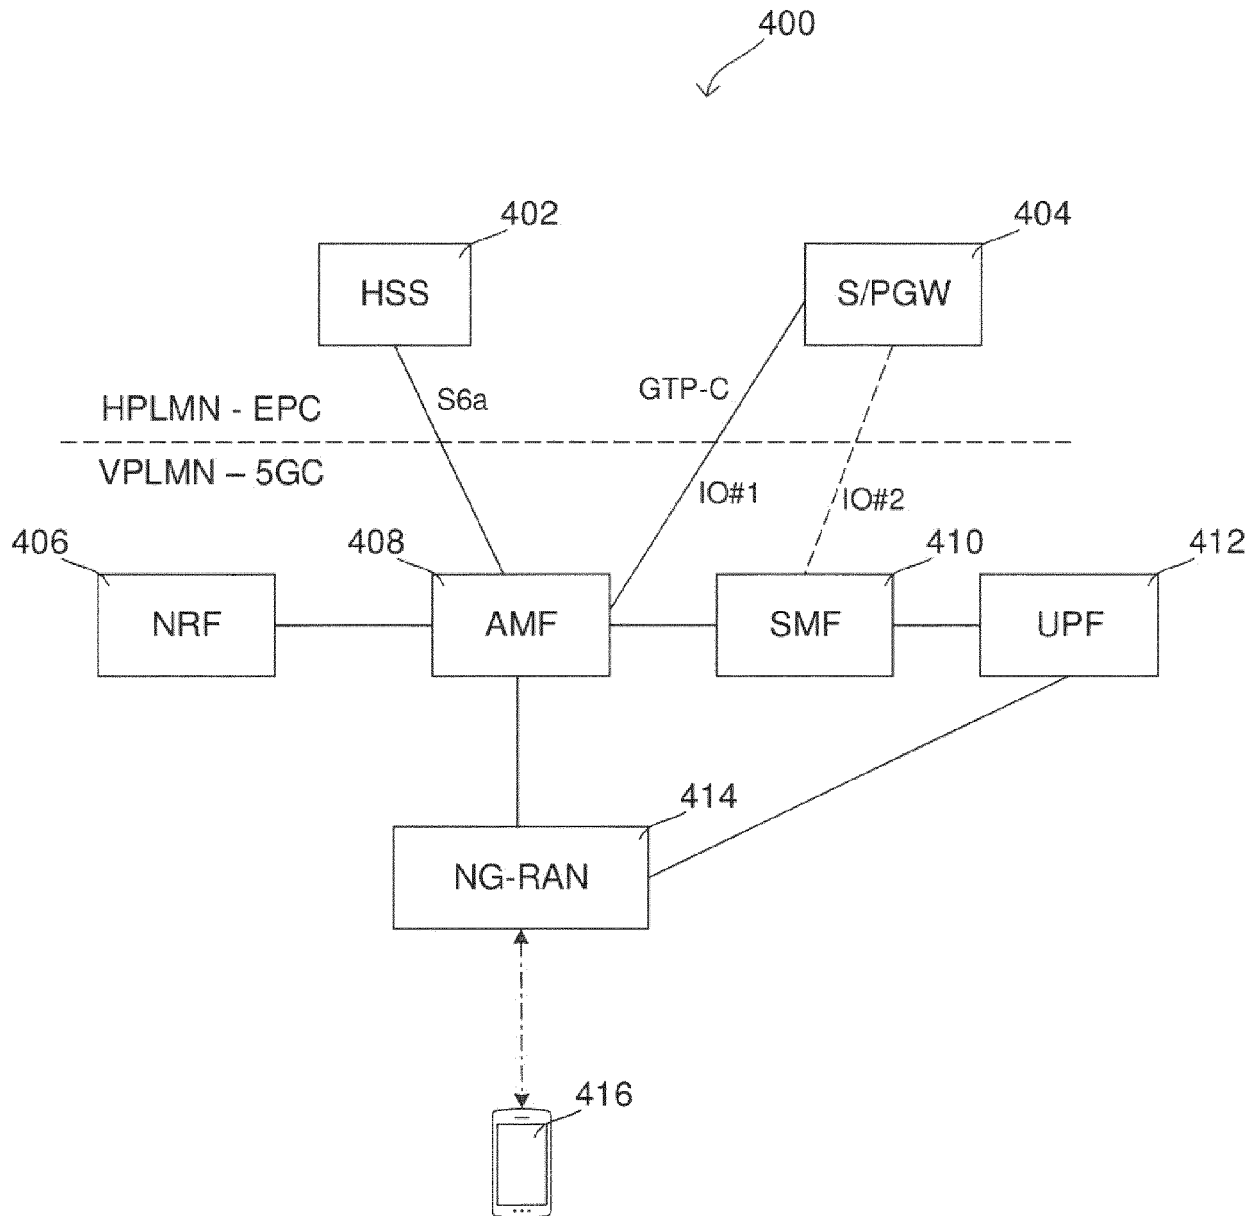 400
402
404
HSS
S/PGW
GTP-C
S6a
HPLMN - EPC
VPLMN – 5GC
IO#1
IO#2
406
408
410
412
NRF
AMF
SMF
UPF
414
NG-RAN
416